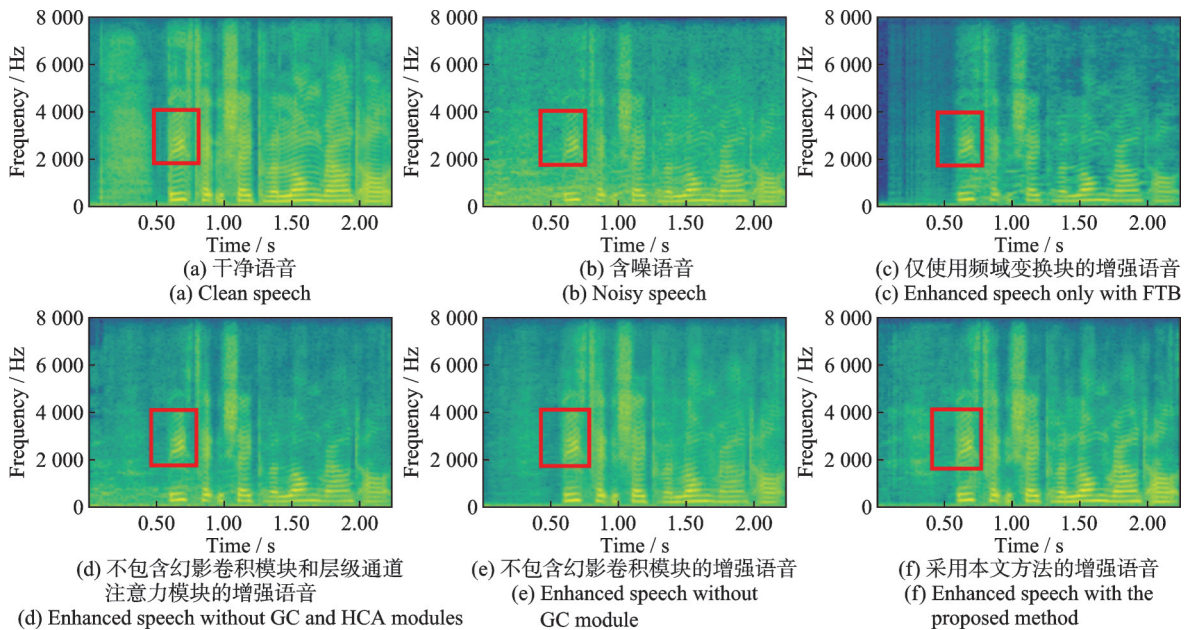 8 000
6 000
4 000
2 000
0
Frequency / Hz
0.50 1.00 1.50 2.00
Time / s
(a) 干净语音
(a) Clean speech
8 000
6 000
4 000
2 000
0
Frequency / Hz
0.50 1.00 1.50 2.00
Time / s
(b) 含噪语音
(b) Noisy speech
8 000
6 000
4 000
2 000
0
Frequency / Hz
0.50 1.00 1.50 2.00
Time / s
(c) 仅使用频域变换块的增强语音
(c) Enhanced speech only with FTB
8 000
6 000
4 000
2 000
0
Frequency / Hz
0.50 1.00 1.50 2.00
Time / s
(d) 不包含幻影卷积模块和层级通道
注意力模块的增强语音
(d) Enhanced speech without GC and HCA modules
8 000
6 000
4 000
2 000
0
Frequency / Hz
0.50 1.00 1.50 2.00
Time / s
(e) 不包含幻影卷积模块的增强语音
(e) Enhanced speech without
GC module
8 000
6 000
4 000
2 000
0
Frequency / Hz
0.50 1.00 1.50 2.00
Time / s
(f) 采用本文方法的增强语音
(f) Enhanced speech with the
proposed method